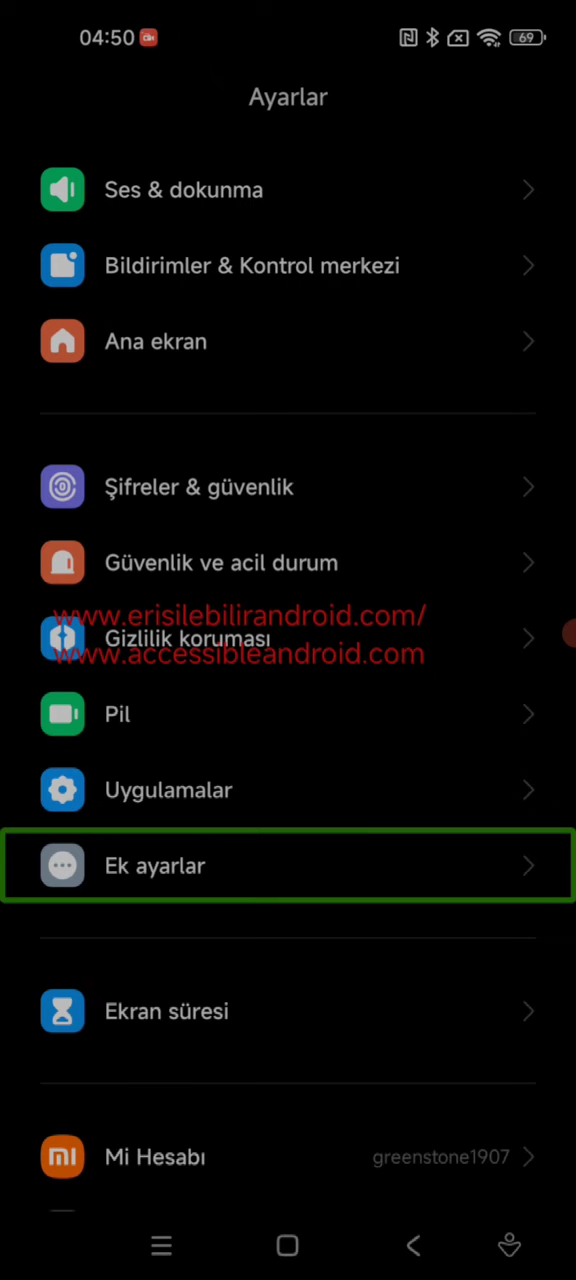 04:50
69
Ayarlar
Ses & dokunma
Bildirimler & Kontrol merkezi
Ana ekran
Şifreler & güvenlik
Güvenlik ve acil durum
www.erisilebilirandroid.com/
Gizlilik koruması
www.accessibleandroid.com
Pil
Uygulamalar
Ek ayarlar
Ekran süresi
Mi Hesabı greenstone1907